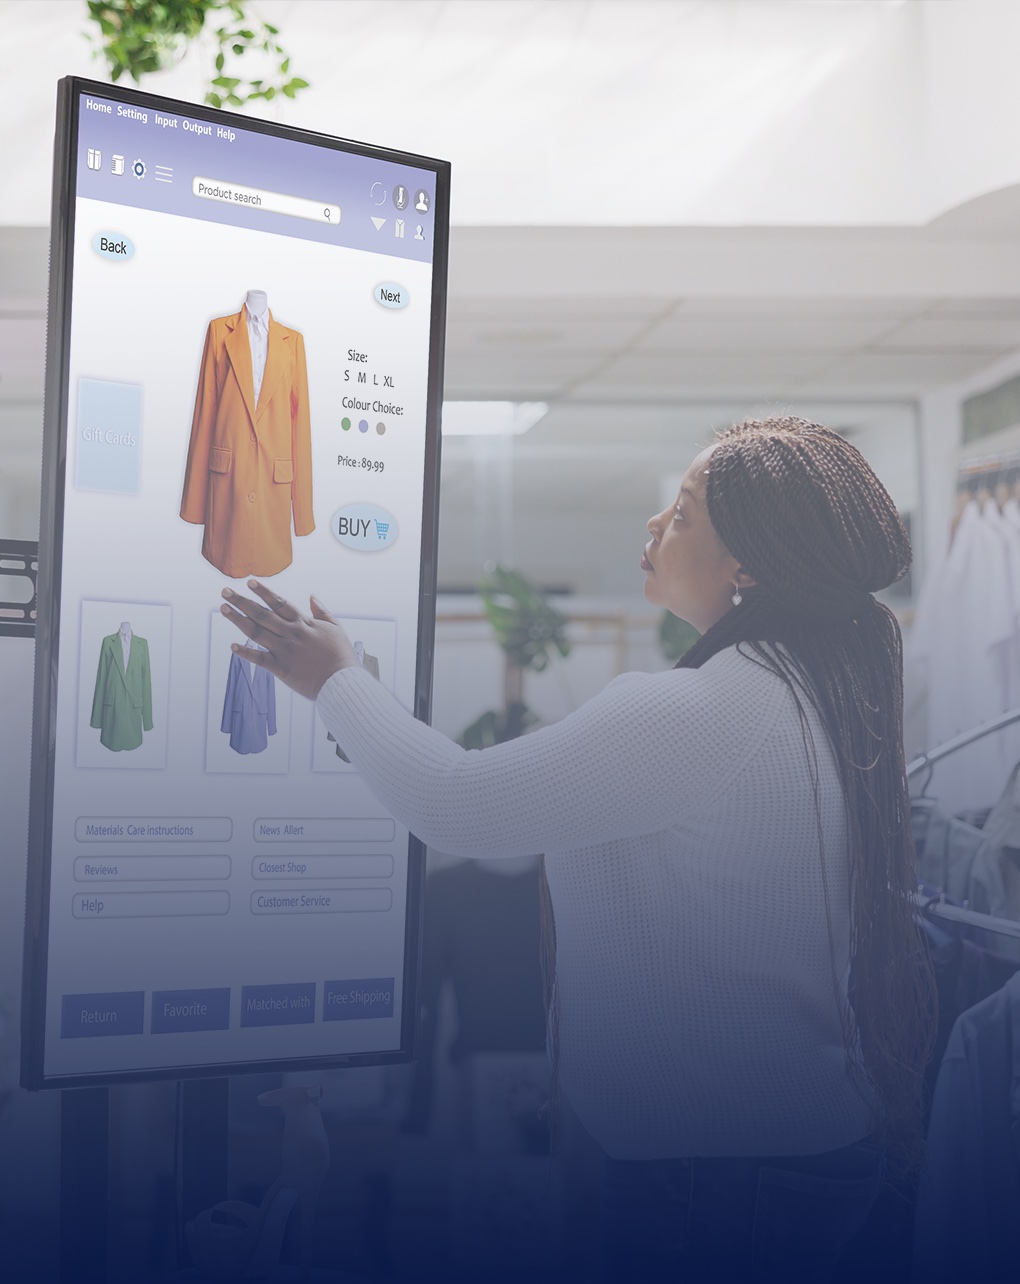 Home Setting Input Output Help
Product search
Back
Next
Size:
S M L XL
Colour Choice:
Gift Cards
Price : 89.99
BUY
Materials Care instructions
News Allert
Reviews
Closest Shop
Help
Customer Service
Return
Favorite
Matched with
Free Shipping